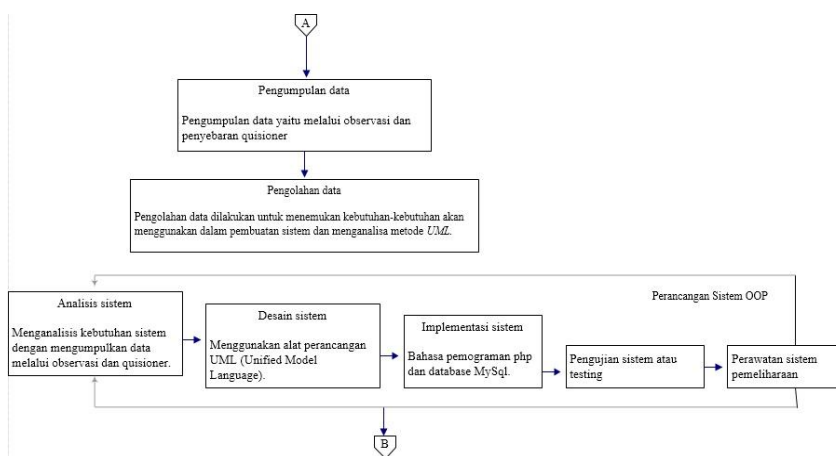 A
Pengumpulan data
Pengumpulan data yaitu melalui observasi dan
penyebaran quisioner
Pengolahan data
Pengolahan data dilakukan untuk menemukan kebutuhan-kebutuhan akan
menggunakan dalam pembuatan sistem dan menganalisa metode UML.
Perancangan Sistem OOP
Analisis sistem
Menganalisis kebutuhan sistem
dengan mengumpulkan data
melalui observasi dan quisioner.
Desain sistem
Menggunakan alat perancangan
UML (Unified Model
Language).
Implementasi sistem
Bahasa pemograman php
dan database MySql.
Pengujian sistem atau
testing
Perawatan sistem
pemeliharaan
B